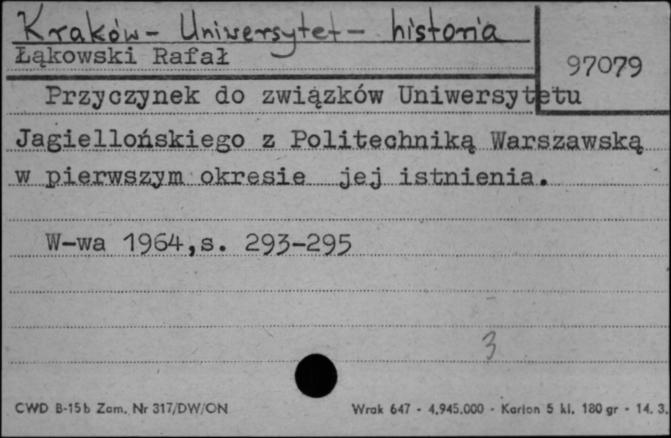 Kraków - Uniwersytet - historia
Łąkowski Rafał
97079
Przyczynek do związków Uniwersytetu
Jagiellońskiego z Politechniką Warszawską
w pierwszym okresie jej istnienia.
W-wa 1964,s. 293-295
3
CWD B-15b Zam. Nr 317/DW/ON
Wrak 647 - 4.945.000 - Karton 5 kl. 180 gr - 14. 3.